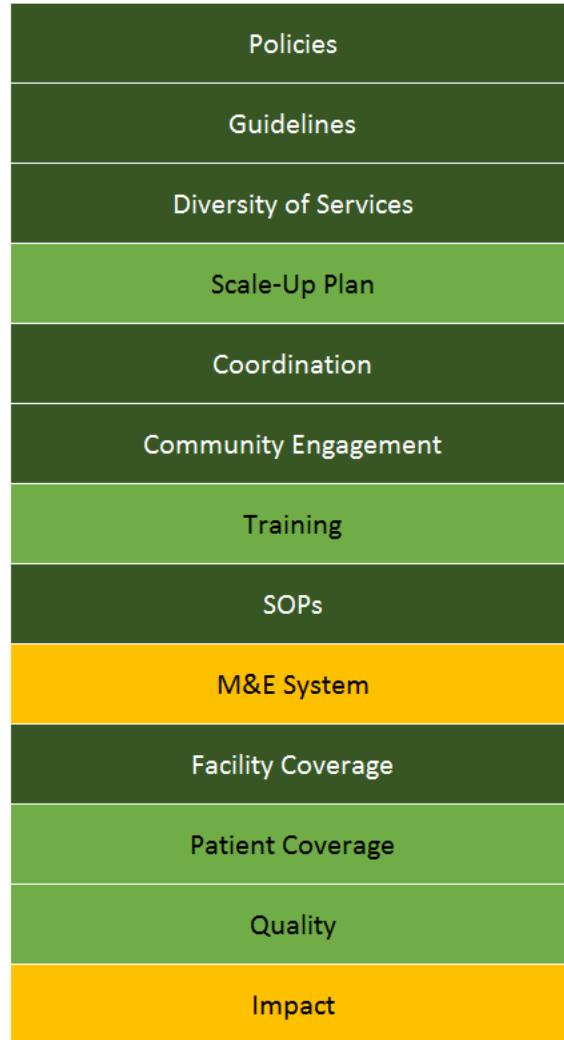 Policies
Guidelines
Diversity of Services
Scale-Up Plan
Coordination
Community Engagement
Training
SOPs
M&E System
Facility Coverage
Patient Coverage
Quality
Impact